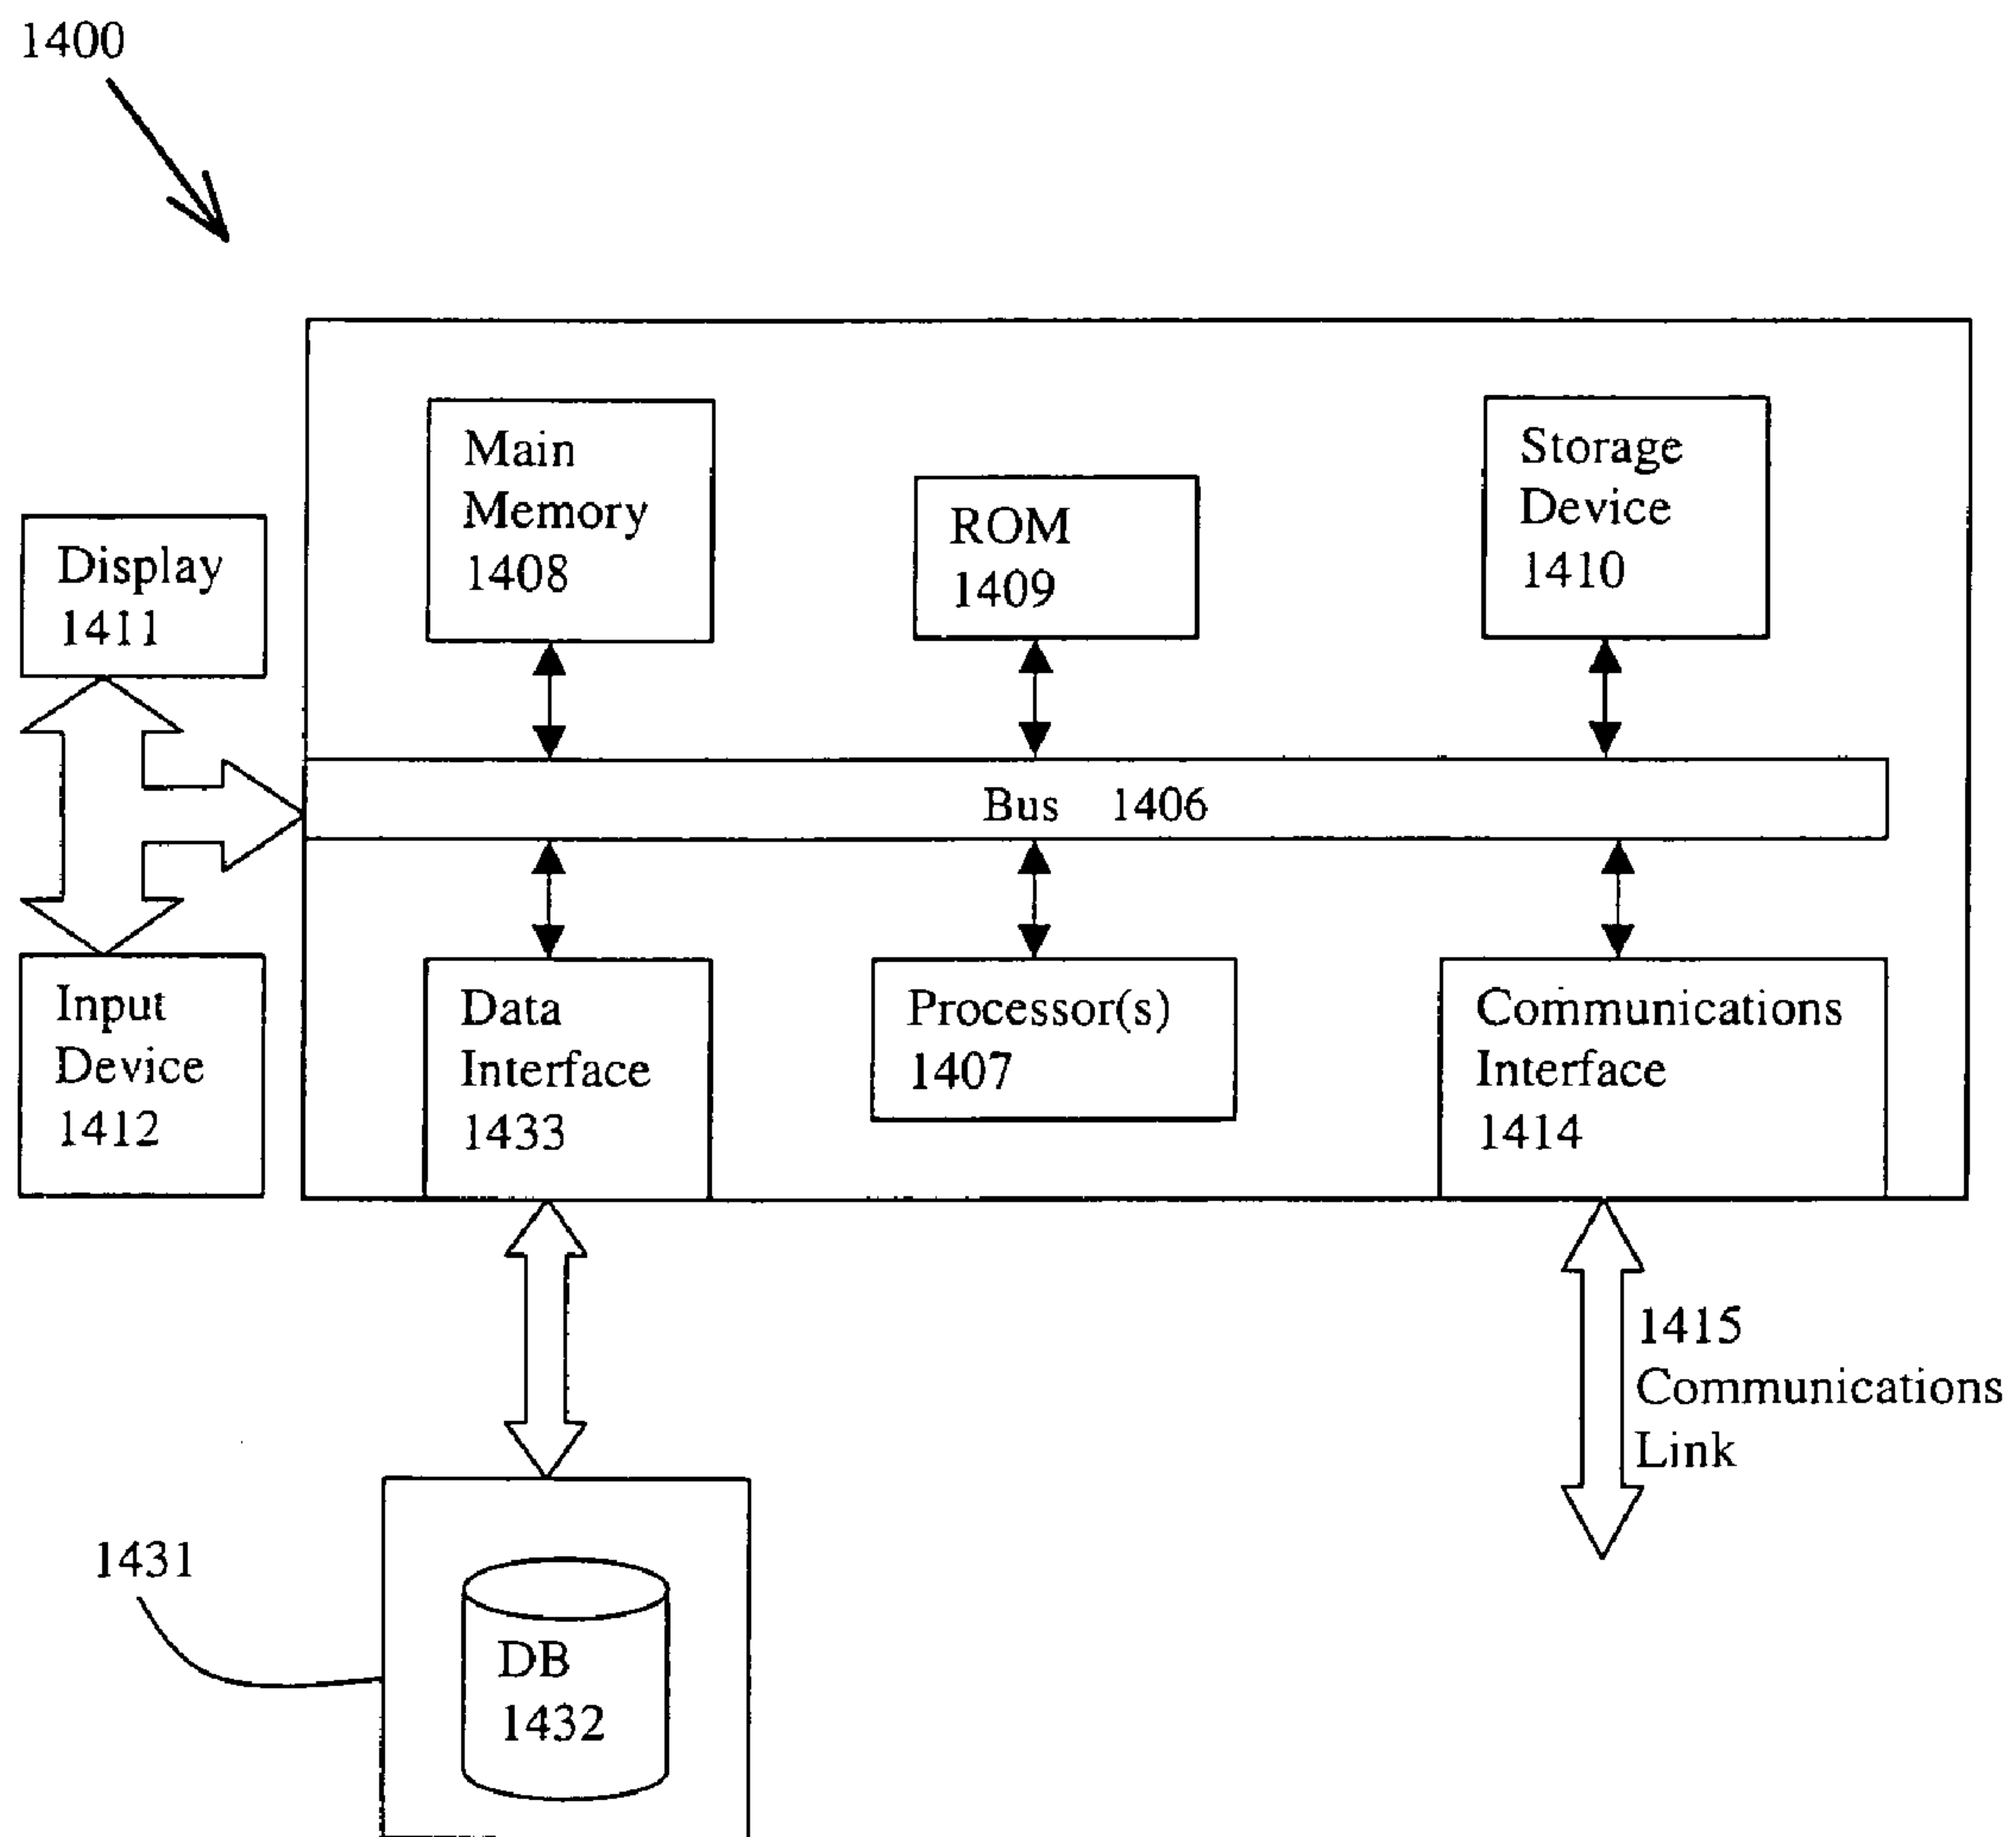 1400
Main
Memory
1408
ROM
1409
Storage
Device
1410
Display
1411
Bus 1406
Input
Device
1412
Data
Interface
1433
Processor(s)
1407
Communications
Interface
1414
1415
Communications
Link
1431
DB
1432